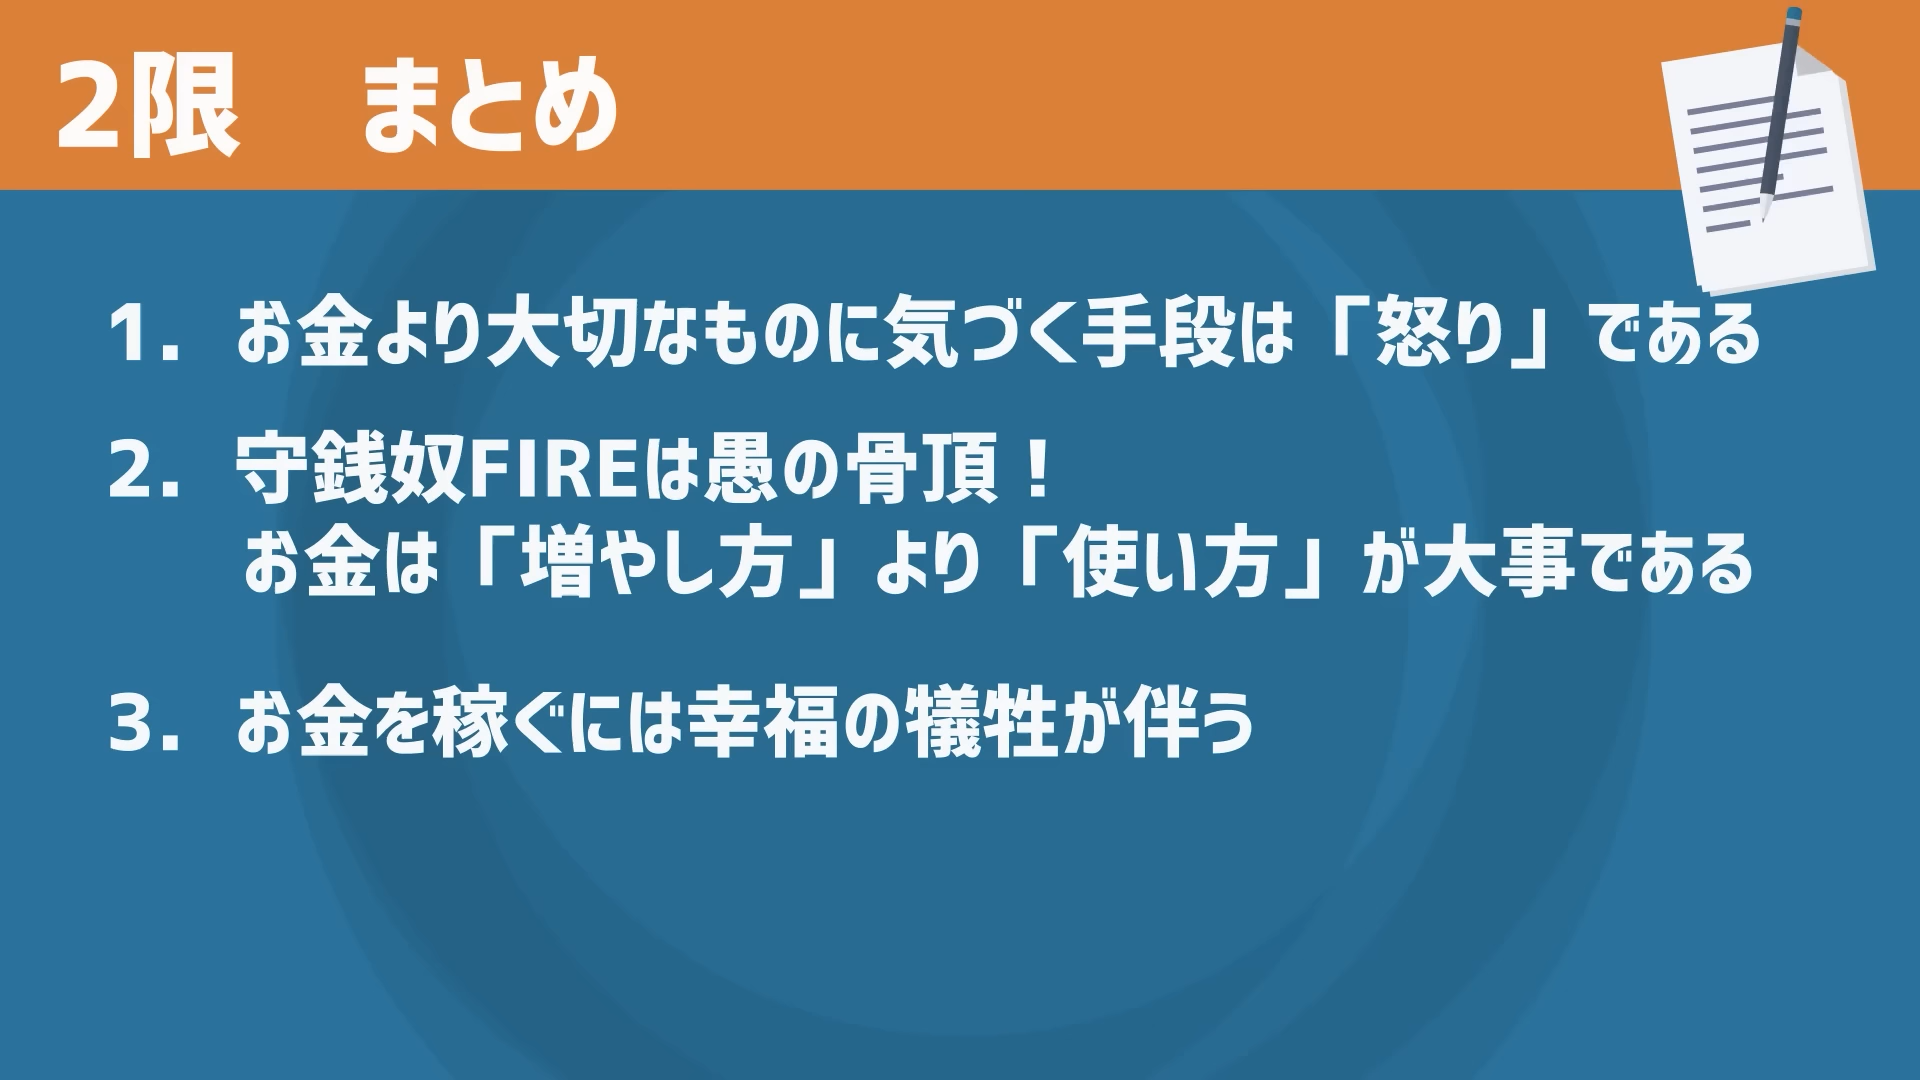 2限　まとめ
1. お金より大切なものに気づく手段は「怒り」である
2. 守銭奴FIREは愚の骨頂！
お金は「増やし方」より「使い方」が大事である
3. お金を稼ぐには幸福の犠牲が伴う